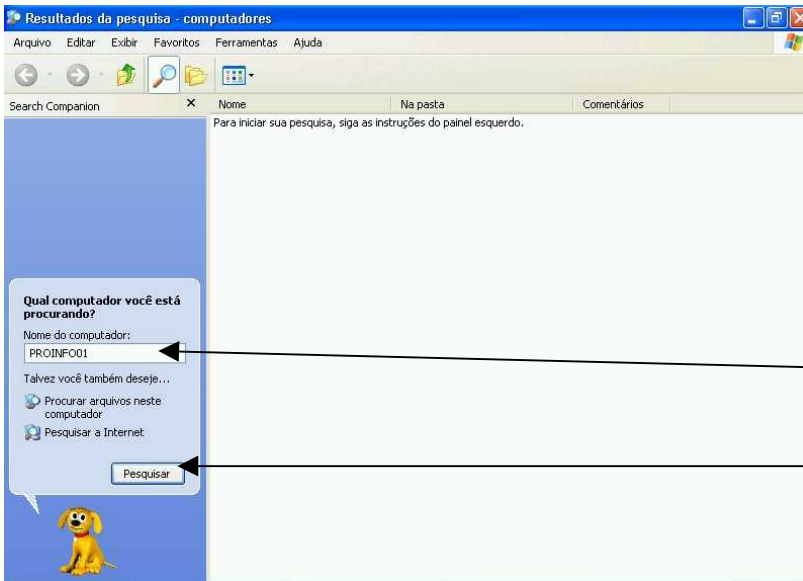 Resultados da pesquisa - computadores
Arquivo Editar Exibir Favoritos Ferramentas Ajuda
Search Companion
Nome Na pasta Comentários
Para iniciar sua pesquisa, siga as instruções do painel esquerdo.
Qual computador você está
procurando?
Nome do computador:
PROINFO01
Talvez você também deseje...
Procurar arquivos neste
computador
Pesquisar a Internet
Pesquisar